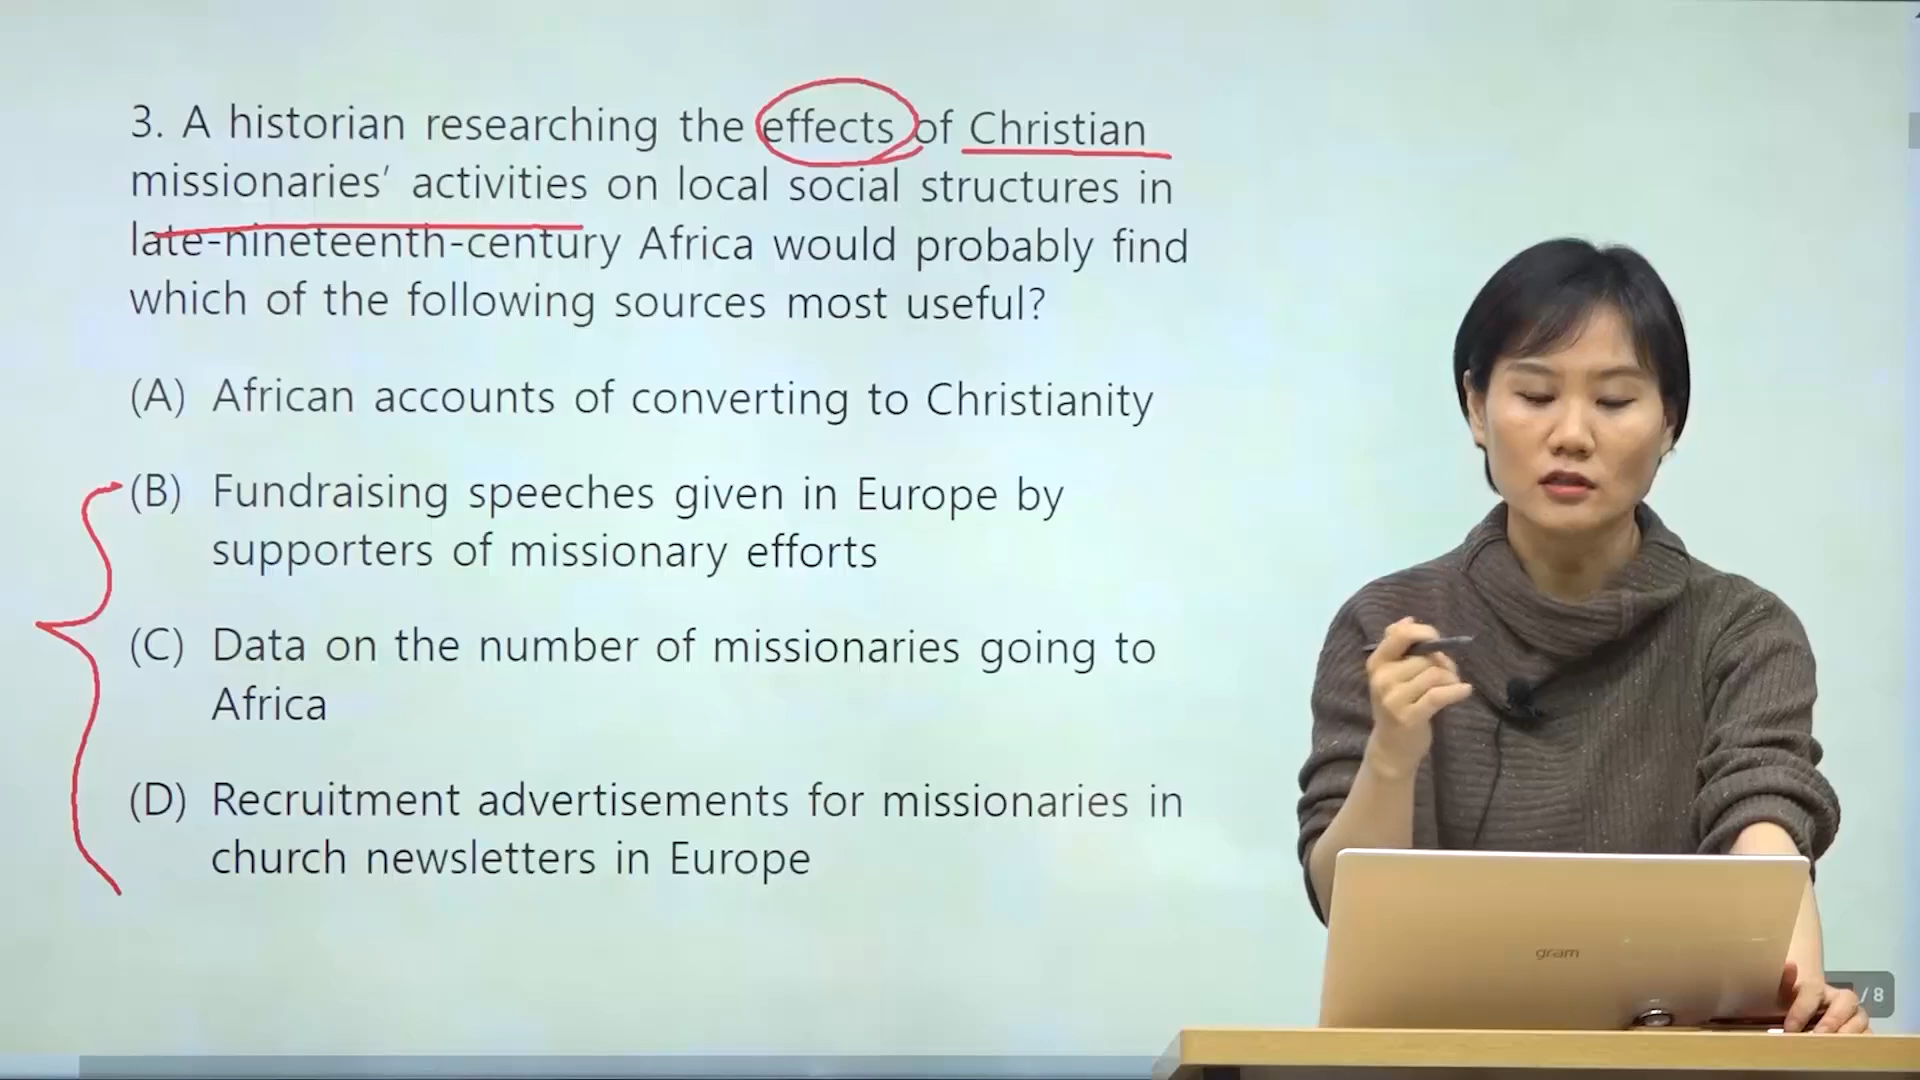 3. A historian researching the effects of Christian
missionaries’ activities on local social structures in
late-nineteenth-century Africa would probably find
which of the following sources most useful?
(A) African accounts of converting to Christianity
(B) Fundraising speeches given in Europe by
supporters of missionary efforts
(C) Data on the number of missionaries going to
Africa
(D) Recruitment advertisements for missionaries in
church newsletters in Europe
gram
/ 8